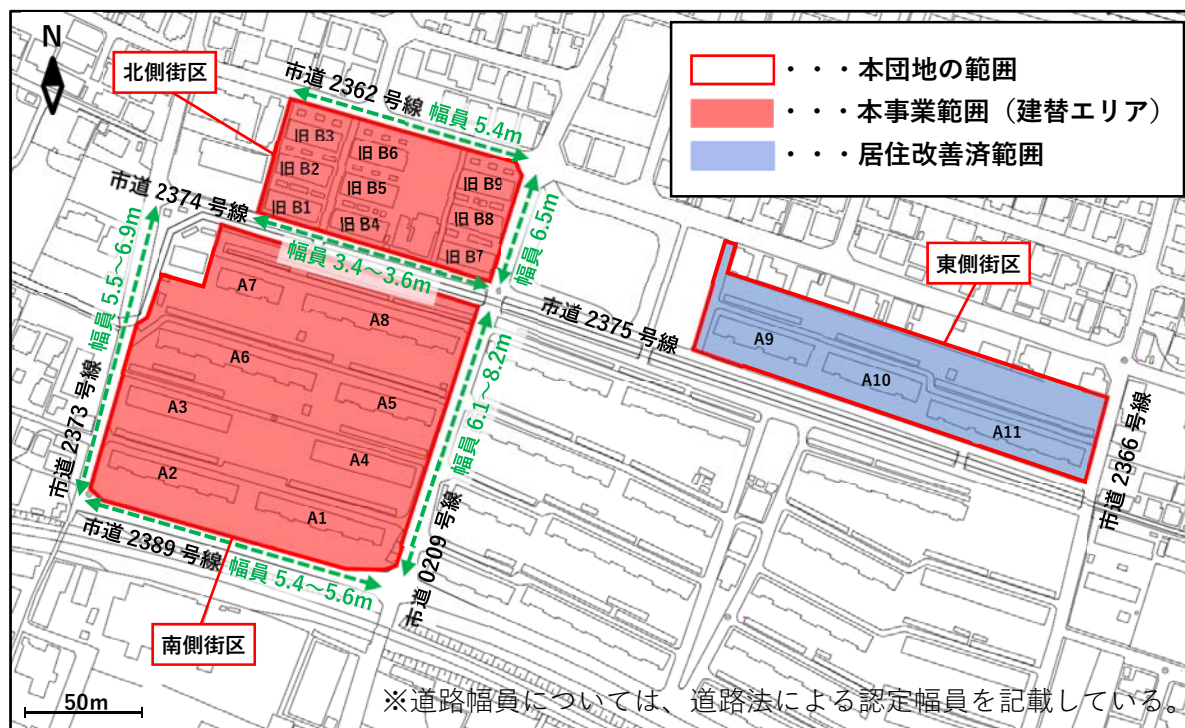 N
北側街区
市道 2362 号線 幅員 5.4m
旧 B3
旧 B6
旧 B2
旧 B5
旧 B9
旧 B1
旧 B4
旧 B8
旧 B7
幅員 6.5m
市道 2374 号線
幅員 3.4~3.6m
・・・本団地の範囲
・・・本事業範囲（建替エリア）
・・・居住改善済範囲
東側街区
市道 2375 号線
A7
A8
A6
A5
A3
A4
A2
A1
A9
A10
A11
市道 2373 号線 幅員 5.5~6.9m
市道 0209 号線 幅員 6.1~8.2m
市道 2366 号線
市道 2389 号線 幅員 5.4~5.6m
南側街区
50m
※道路幅員については、道路法による認定幅員を記載している。